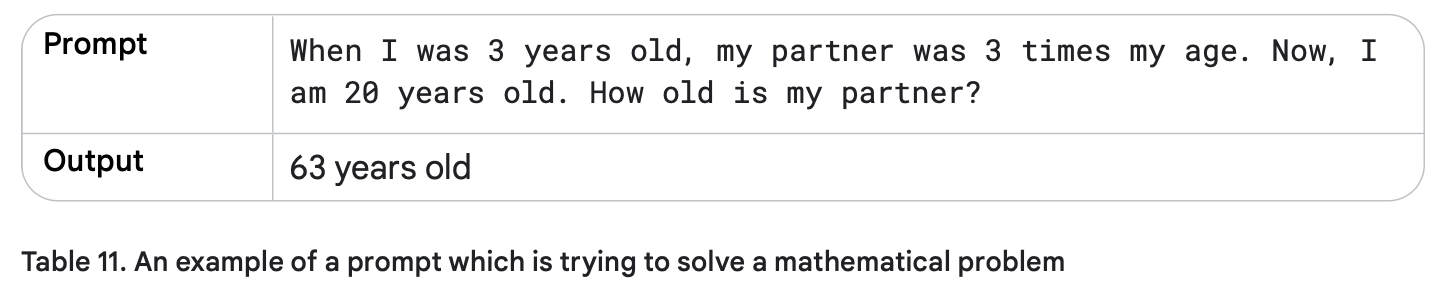 Prompt
When I was 3 years old, my partner was 3 times my age. Now, I
am 20 years old. How old is my partner?
Output
63 years old
Table 11. An example of a prompt which is trying to solve a mathematical problem